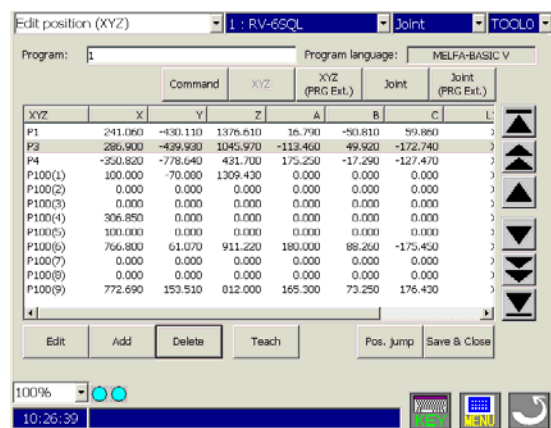 Edit position (XYZ) 1 : RV-6SQL Joint TOOL0
Program: 1 Program language: MELFA-BASIC V
Command XYZ XYZ (PRG Ext.) Joint Joint (PRG Ext.)
XYZ X Y Z A B C L
P1 241.060 -430.110 1376.610 16.790 -50.810 59.860
P3 286.900 -439.930 1045.970 -113.460 49.920 -172.740
P4 -350.820 -778.640 431.700 175.250 -17.290 -127.470
P100(1) 100.000 -70.080 1309.430 0.000 0.000 0.000
P100(2) 0.000 0.000 0.000 0.000 0.000 0.000
P100(3) 0.000 0.000 0.000 0.000 0.000 0.000
P100(4) 306.850 0.000 0.000 0.000 0.000 0.000
P100(5) 100.000 0.000 0.000 0.000 0.000 0.000
P100(6) 766.800 61.070 911.220 180.000 88.260 -175.450
P100(7) 0.000 0.000 0.000 0.000 0.000 0.000
P100(8) 0.000 0.000 0.000 0.000 0.000 0.000
P100(9) 772.690 153.510 812.000 165.300 73.250 176.430
Edit Add Delete Teach Pos. jump Save & Close
100%
10:26:39 KEY MENU